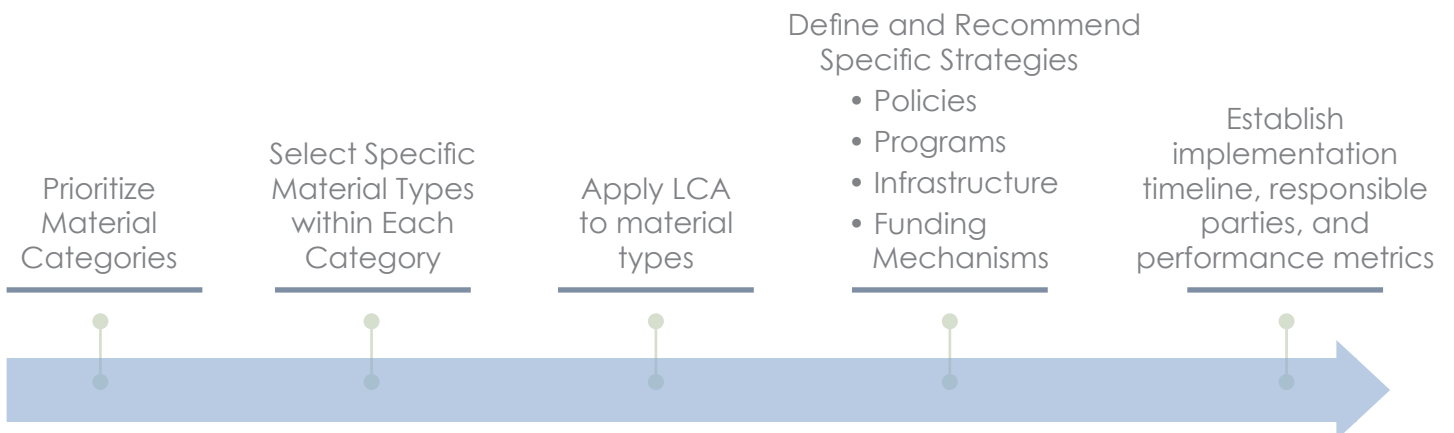 Prioritize
Material
Categories
Select Specific
Material Types
within Each
Category
Apply LCA
to material
types
Define and Recommend
Specific Strategies
• Policies
• Programs
• Infrastructure
• Funding
Mechanisms
Establish
implementation
timeline, responsible
parties, and
performance metrics